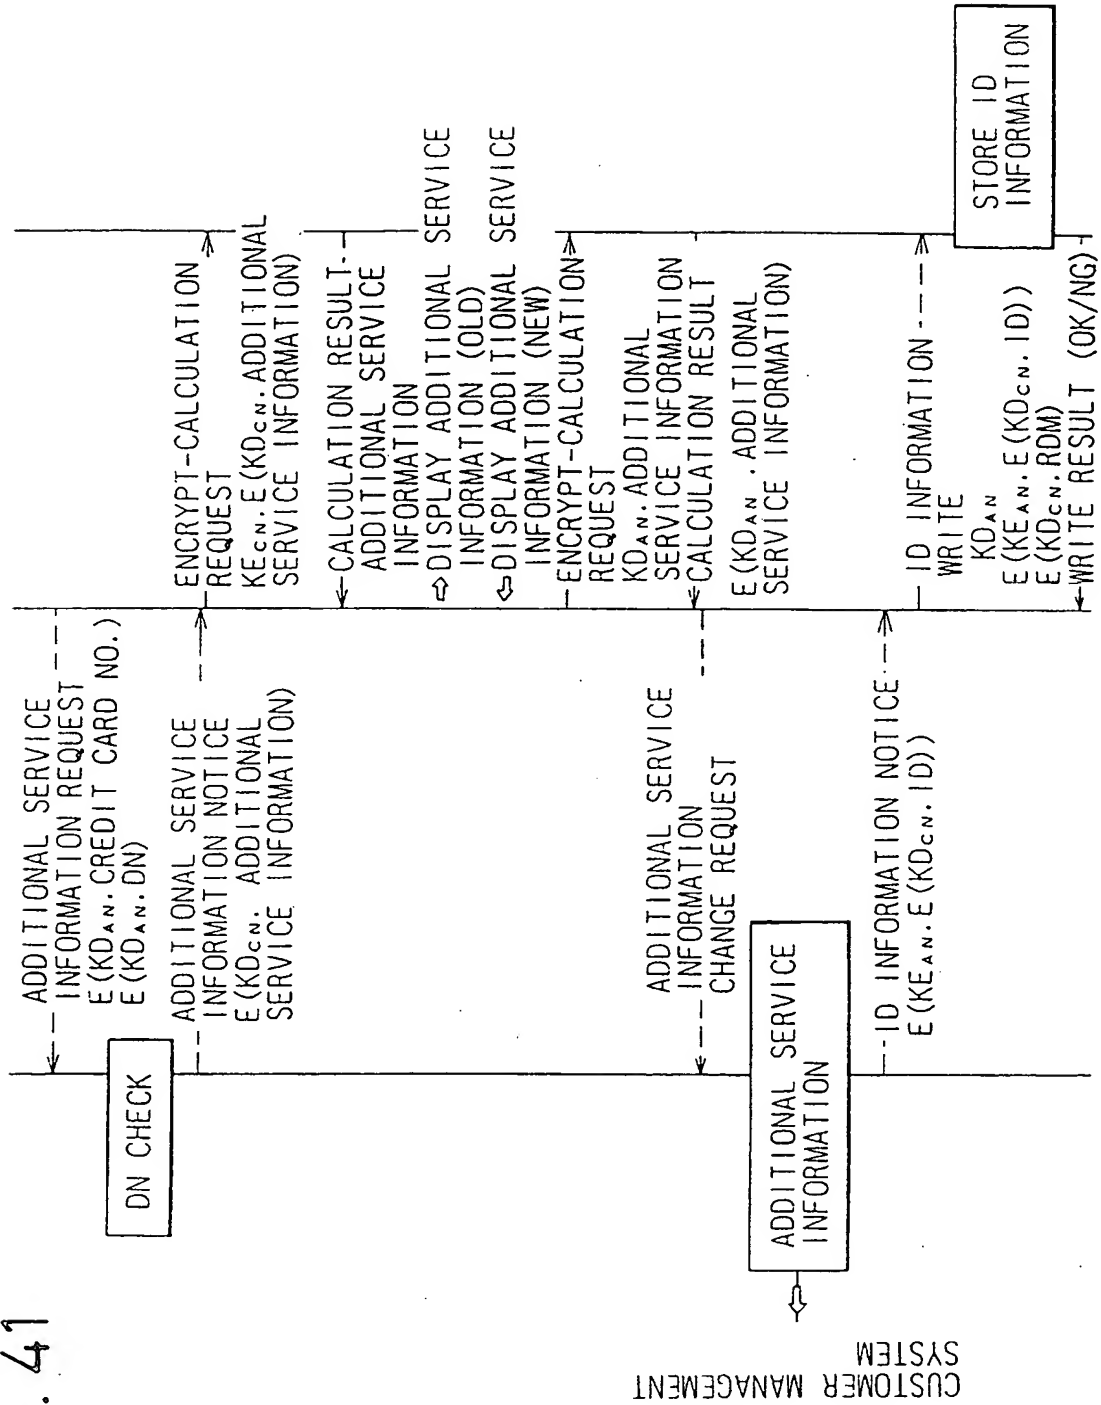 . 41
ADDITIONAL SERVICE
INFORMATION REQUEST
E(KDAN.CREDIT CARD NO.)
E(KDAN.DN)
DN CHECK
ADDITIONAL SERVICE
INFORMATION NOTICE
E(KDCN. ADDITIONAL
SERVICE INFORMATION)
ENCRYPT-CALCULATION
REQUEST
KECN.E(KDCN.ADDITIONAL
SERVICE INFORMATION)
CALCULATION RESULT
ADDITIONAL SERVICE
INFORMATION
DISPLAY ADDITIONAL SERVICE
INFORMATION (OLD)
DISPLAY ADDITIONAL SERVICE
INFORMATION (NEW)
ENCRYPT-CALCULATION
REQUEST
KDAN.ADDITIONAL
SERVICE INFORMATION
CALCULATION RESULT
E(KDAN.ADDITIONAL
SERVICE INFORMATION)
ADDITIONAL SERVICE
INFORMATION
CHANGE REQUEST
ADDITIONAL SERVICE
INFORMATION
CUSTOMER MANAGEMENT
SYSTEM
ID INFORMATION NOTICE
E(KEAN.E(KDCN.ID))
ID INFORMATION
WRITE
KDAN
E(KEAN.E(KDCN.ID))
E(KDCN.RDM)
STORE ID
INFORMATION
WRITE RESULT (OK/NG)